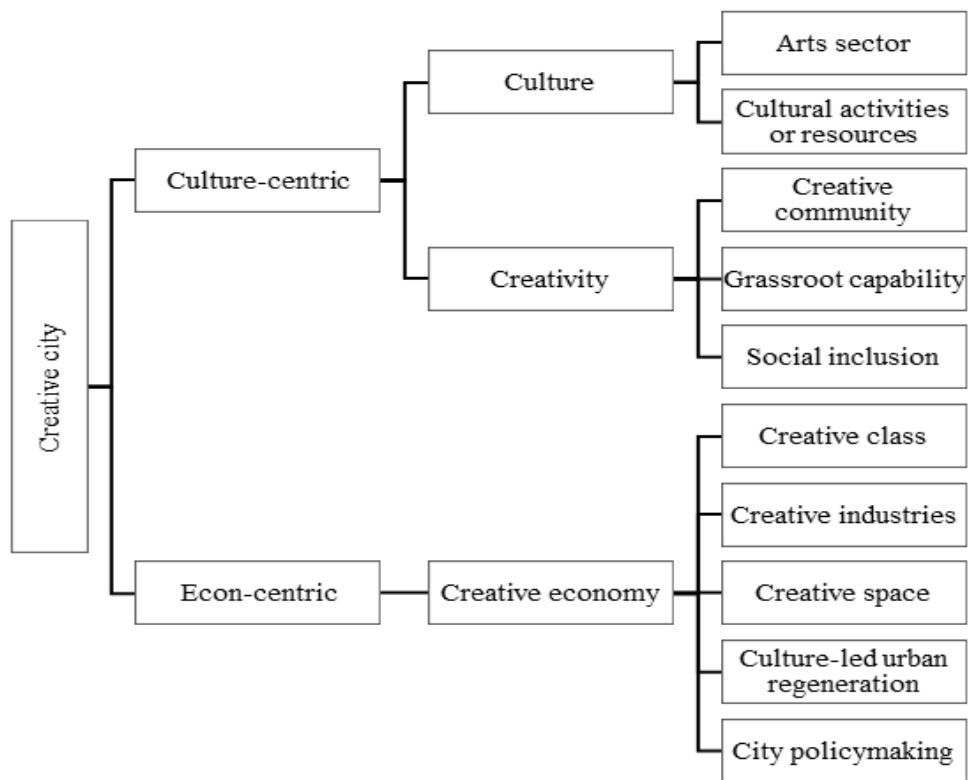 Creative city
Culture-centric
Econ-centric
Culture
Creativity
Creative economy
Arts sector
Cultural activities
or resources
Creative
community
Grassroot capability
Social inclusion
Creative class
Creative industries
Creative space
Culture-led urban
regeneration
City policymaking